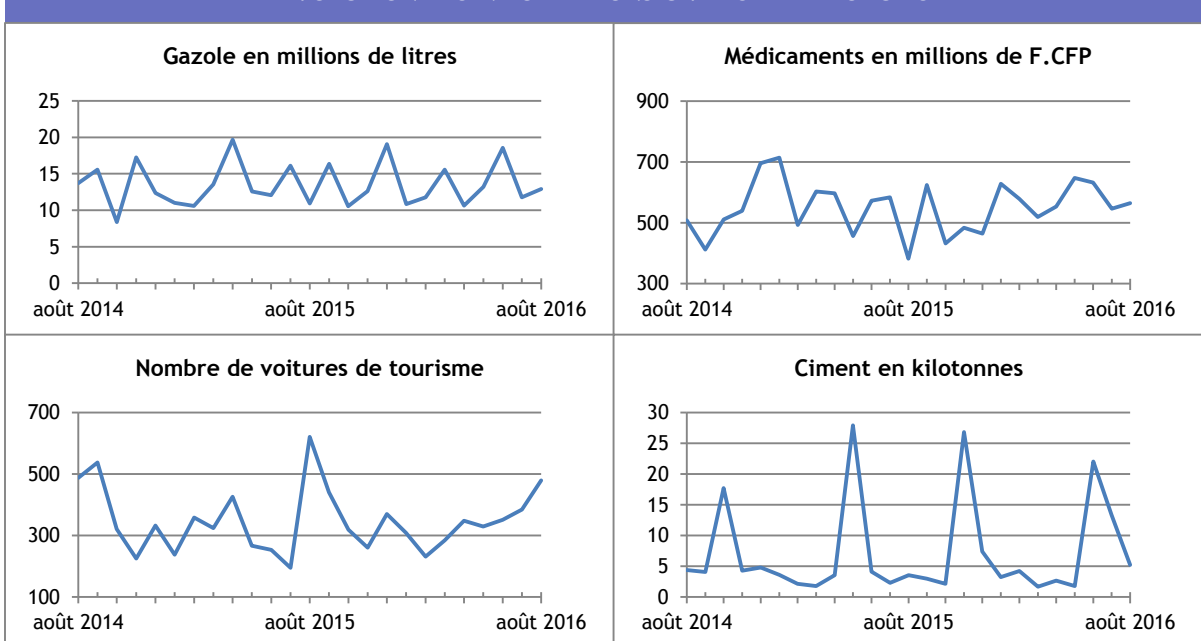 Gazole en millions de litres
25
20
15
10
5
0
août 2014 août 2015 août 2016
Médicaments en millions de F.CFP
900
700
500
300
août 2014 août 2015 août 2016
Nombre de voitures de tourisme
700
500
300
100
août 2014 août 2015 août 2016
Ciment en kilotonnes
30
25
20
15
10
5
0
août 2014 août 2015 août 2016